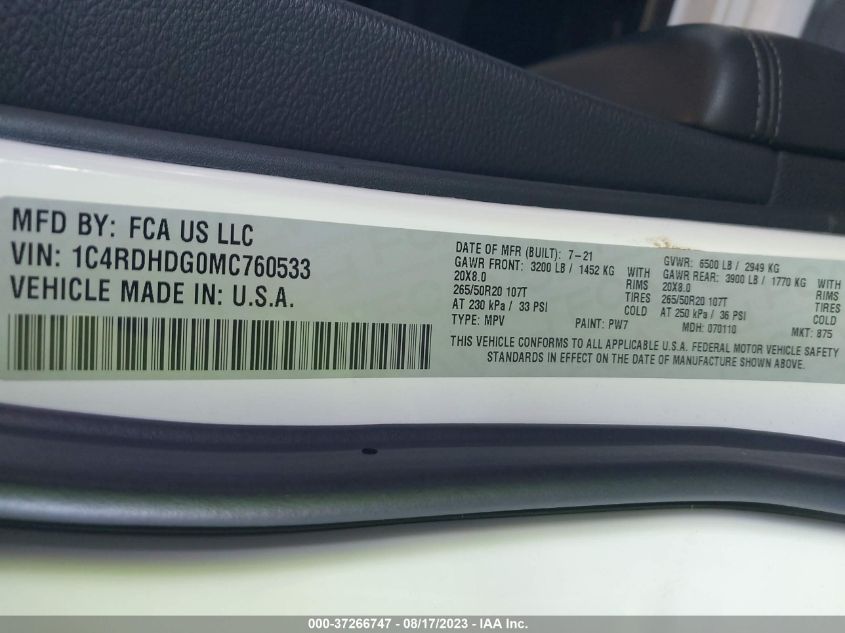 MFD BY: FCA US LLC
VIN: 1C4RDHDG0MC760533
VEHICLE MADE IN: U.S.A.
DATE OF MFR (BUILT): 7-21
GAWR FRONT: 3200 LB / 1452 KG WITH
20X8.0 RIMS
265/50R20 107T TIRES
AT 230 kPa / 33 PSI COLD
TYPE: MPV
GVWR: 6500 LB / 2949 KG
GAWR REAR: 3900 LB / 1770 KG WITH
20X8.0 RIMS
265/50R20 107T TIRES
AT 250 kPa / 36 PSI COLD
PAINT: PW7 MDH: 070110 MKT: 875
THIS VEHICLE CONFORMS TO ALL APPLICABLE U.S.A. FEDERAL MOTOR VEHICLE SAFETY
STANDARDS IN EFFECT ON THE DATE OF MANUFACTURE SHOWN ABOVE.
000-37266747 - 08/17/2023 - IAA Inc.